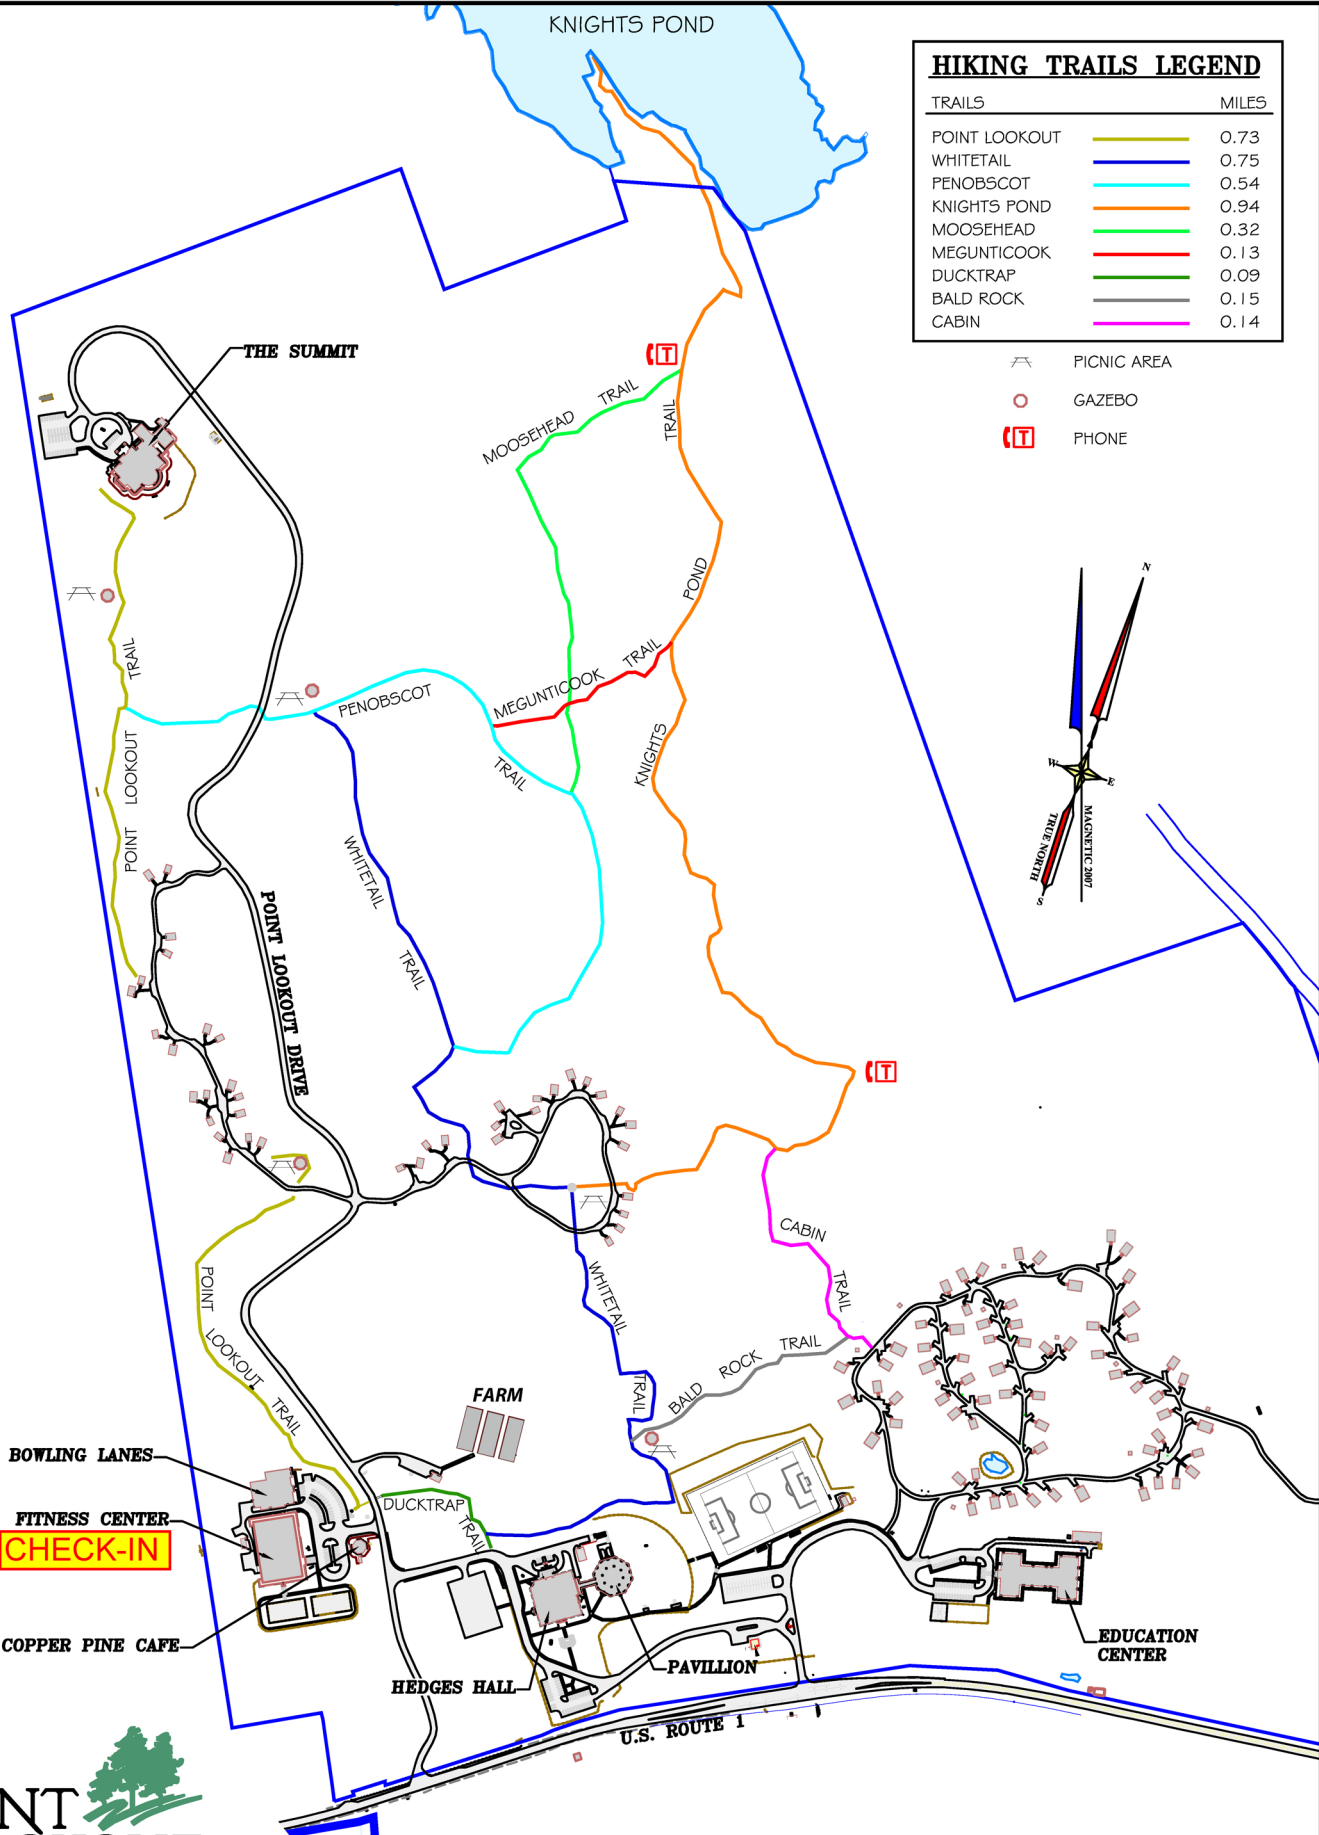 KNIGHTS POND
HIKING TRAILS LEGEND
TRAILS MILES
POINT LOOKOUT 0.73
WHITETAIL 0.75
PENOBSCOT 0.54
KNIGHTS POND 0.94
MOOSEHEAD 0.32
MEGUNTICOOK 0.13
DUCKTRAP 0.09
BALD ROCK 0.15
CABIN 0.14
PICNIC AREA
GAZEBO
T PHONE
THE SUMMIT
T
MOOSEHEAD TRAIL
TRAIL
POND
KNIGHTS
N
W
E
S
TRUE NORTH
MAGNETIC 2007
TRAIL
LOOKOUT
POINT
PENOBSCOT
TRAIL
MEGUNTICOOK TRAIL
WHITETAIL
TRAIL
POINT LOOKOUT DRIVE
T
CABIN
TRAIL
WHITETAIL
TRAIL
BALD ROCK TRAIL
POINT
LOOKOUT
TRAIL
FARM
BOWLING LANES
DUCKTRAP
TRAIL
FITNESS CENTER
CHECK-IN
COPPER PINE CAFE
HEDGES HALL
PAVILLION
EDUCATION
CENTER
U.S. ROUTE 1
NT